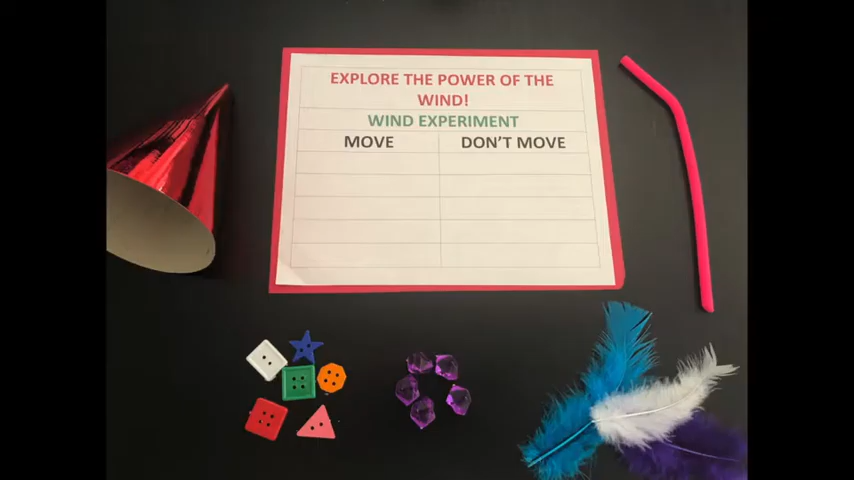 EXPLORE THE POWER OF THE
WIND!
WIND EXPERIMENT
MOVE DON'T MOVE